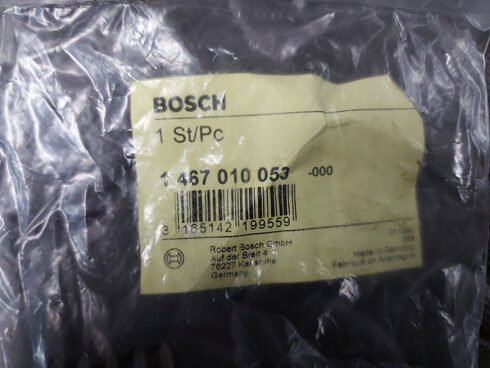 BOSCH
1 St/Pc
1 467 010 053 -000
3 165142 199559
Robert Bosch GmbH
Auf der Breit 4
76227 Karlsruhe
Germany
Made in Germany
Fabriqué en Allemagne